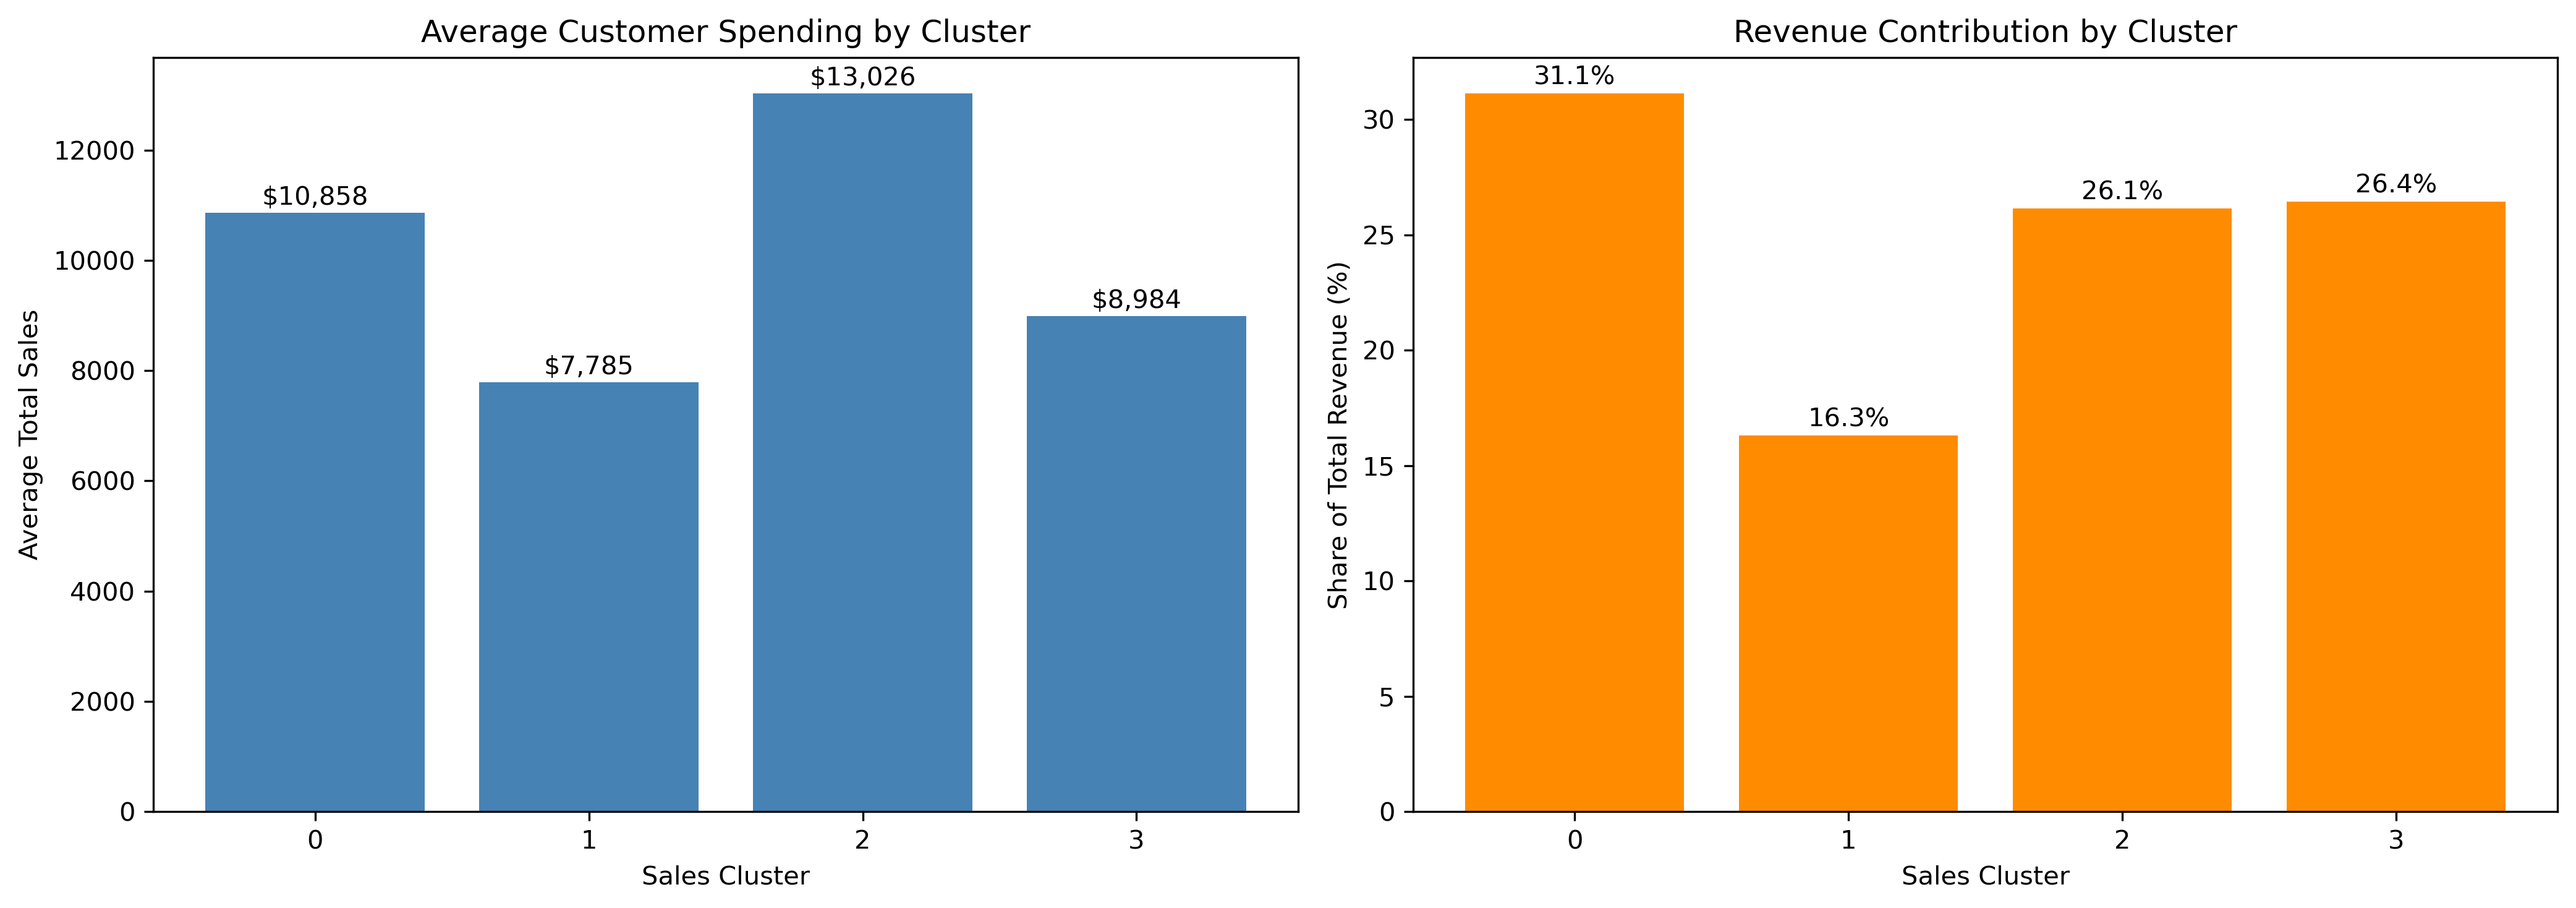 Average Customer Spending by Cluster
Average Total Sales
12000
10000
8000
6000
4000
2000
0
$10,858
$7,785
$13,026
$8,984
0 1 2 3
Sales Cluster
Revenue Contribution by Cluster
Share of Total Revenue (%)
30
25
20
15
10
5
0
31.1%
16.3%
26.1%
26.4%
0 1 2 3
Sales Cluster